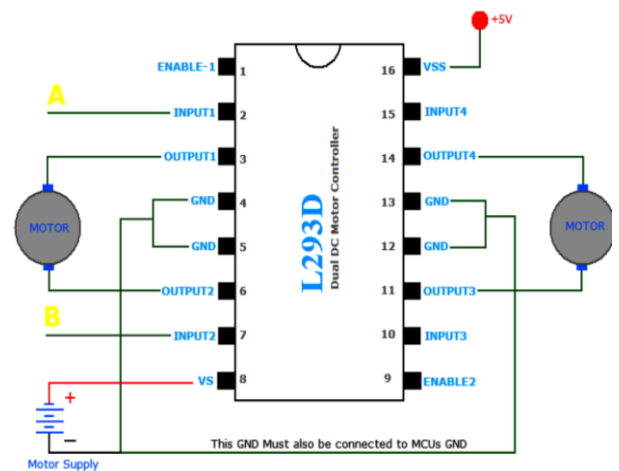 +5V
ENABLE-1 1 16 VSS
A
INPUT1 2 15 INPUT4
OUTPUT1 3 14 OUTPUT4
GND 4 13 GND
MOTOR
L293D
Dual DC Motor Controller
MOTOR
GND 5 12 GND
OUTPUT2 6 11 OUTPUT3
B
INPUT2 7 10 INPUT3
VS 8 9 ENABLE2
+
−
This GND Must also be connected to MCUs GND
Motor Supply